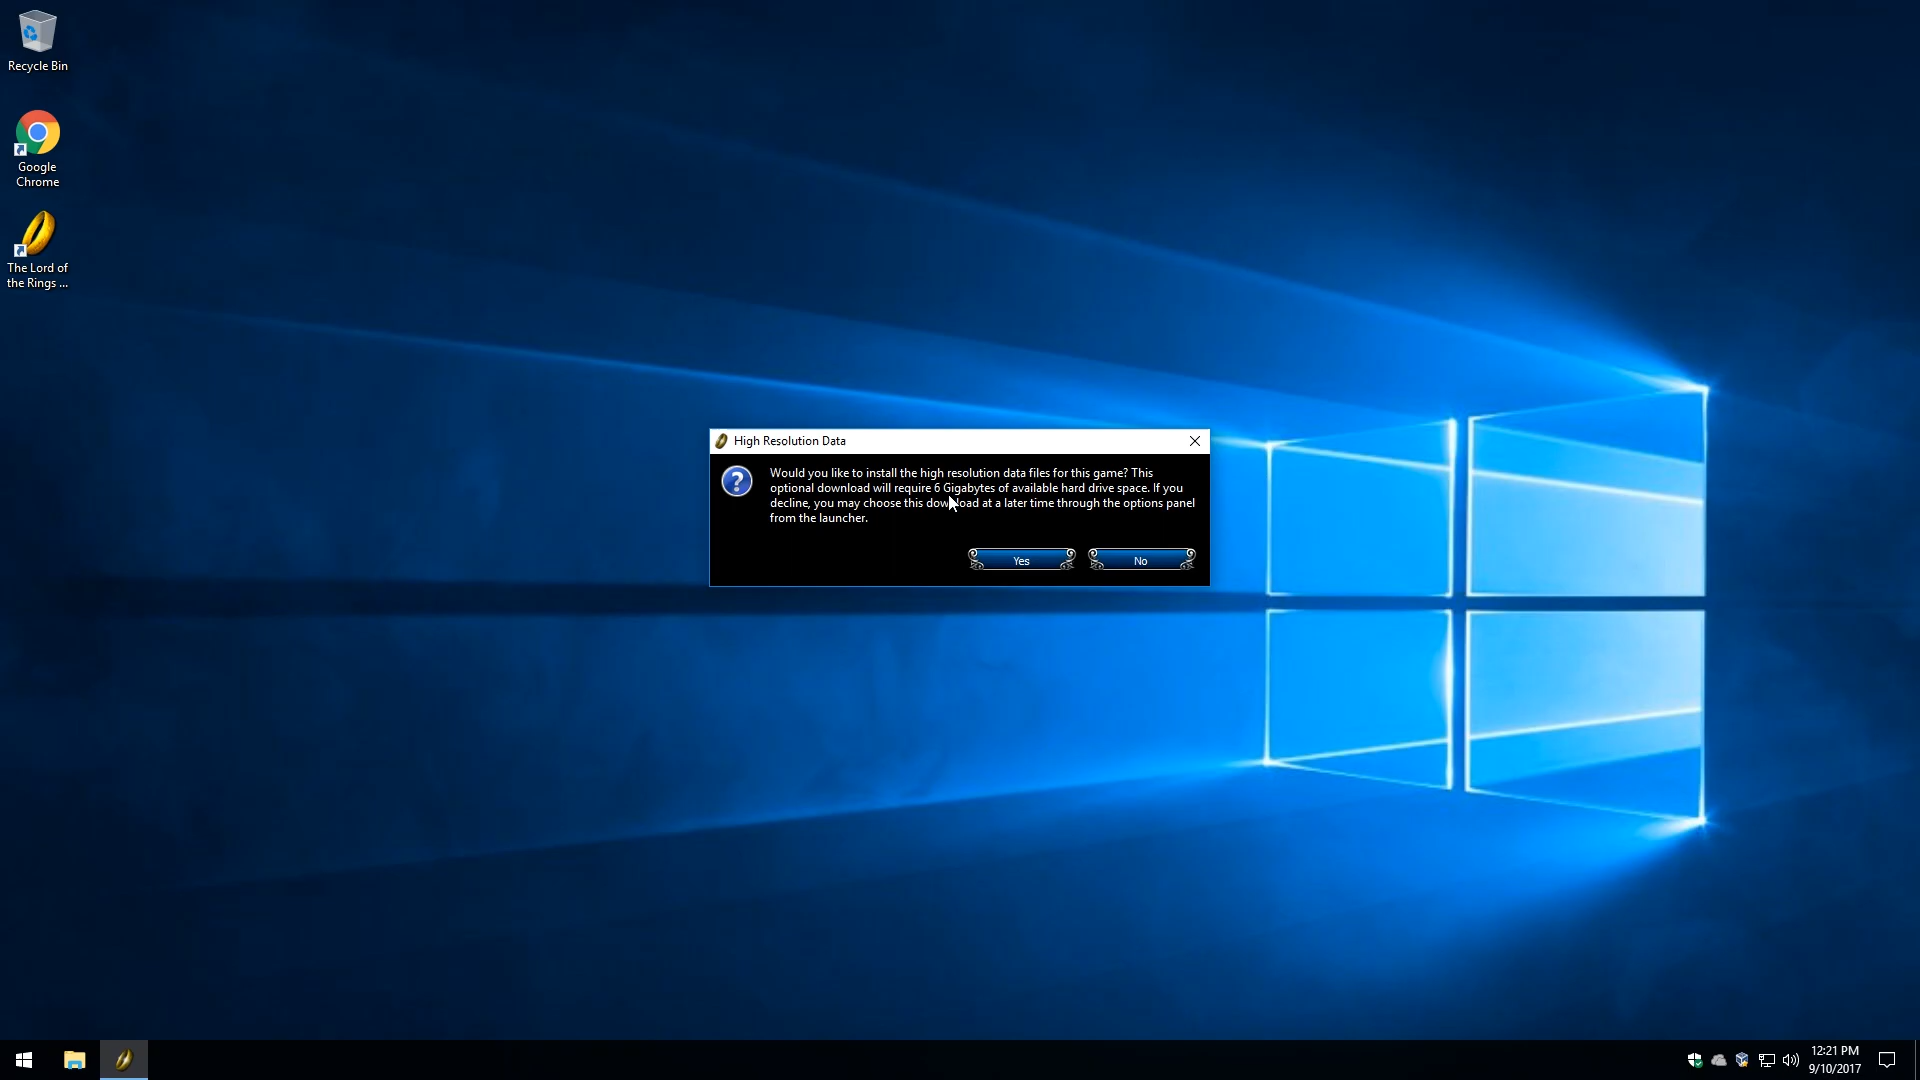 Recycle Bin
Google
Chrome
The Lord of
the Rings ...
High Resolution Data
Would you like to install the high resolution data files for this game? This
optional download will require 6 Gigabytes of available hard drive space. If you
decline, you may choose this download at a later time through the options panel
from the launcher.
Yes
No
12:21 PM
9/10/2017